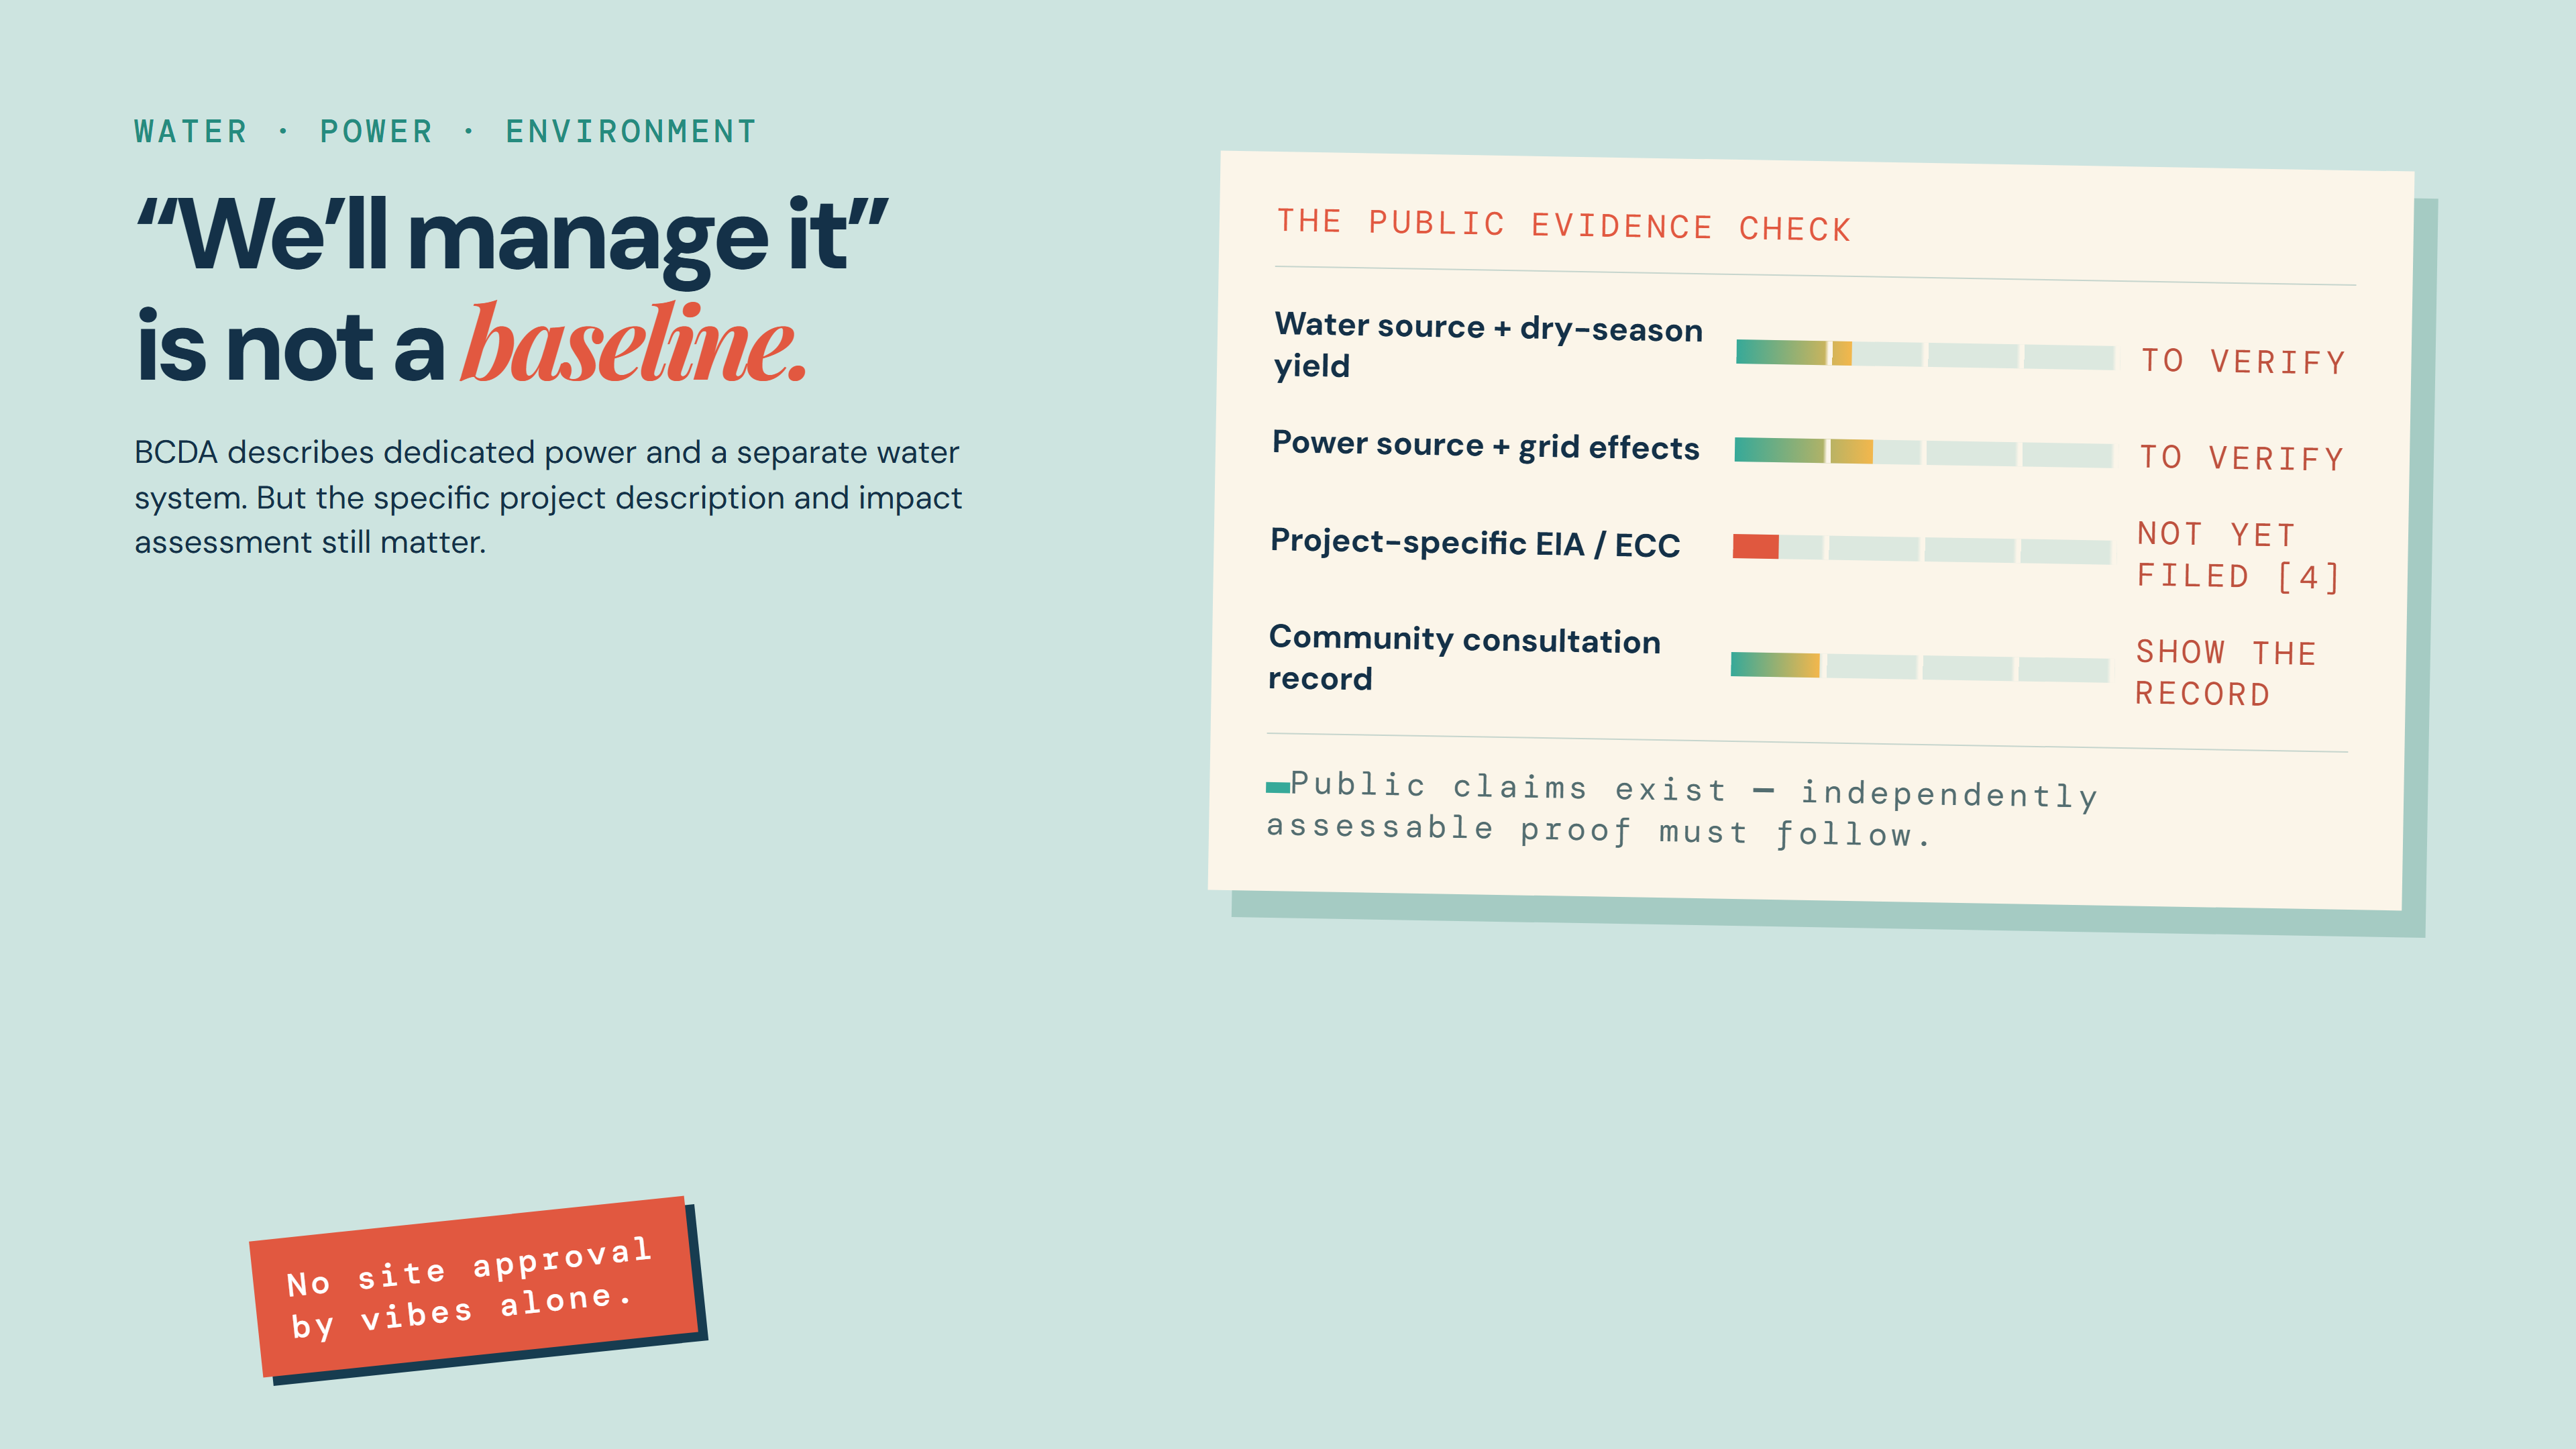 WATER · POWER · ENVIRONMENT
“We’ll manage it”
is not a baseline.
BCDA describes dedicated power and a separate water
system. But the specific project description and impact
assessment still matter.
THE PUBLIC EVIDENCE CHECK
Water source + dry-season
yield
TO VERIFY
Power source + grid effects
TO VERIFY
Project-specific EIA / ECC
NOT YET
FILED [4]
Community consultation
record
SHOW THE
RECORD
Public claims exist — independently
assessable proof must follow.
No site approval
by vibes alone.